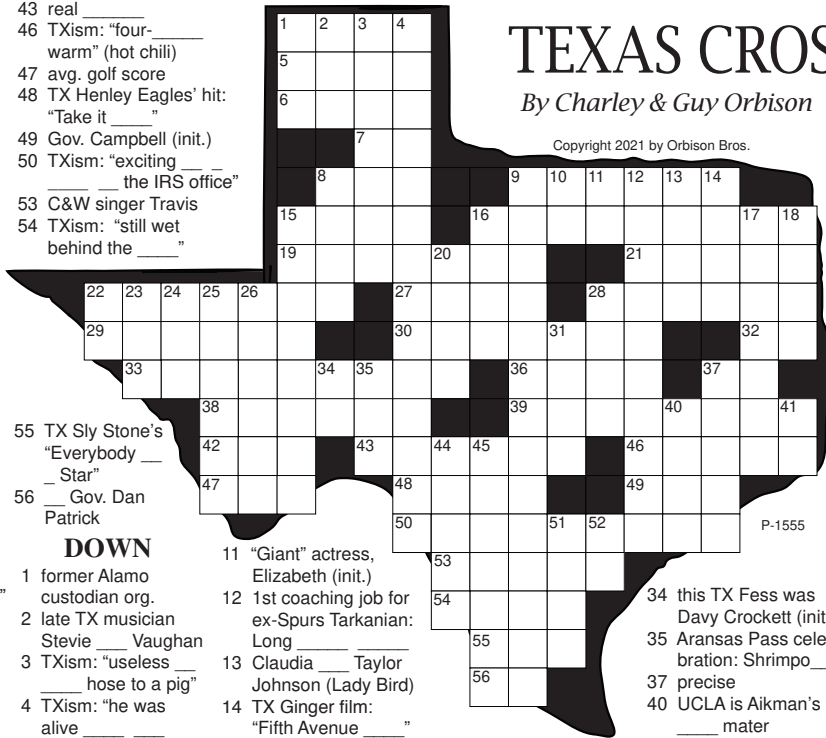 43 real _______
46 TXism: “four-_____
warm” (hot chili)
47 avg. golf score
48 TX Henley Eagles’ hit:
“Take it ____”
49 Gov. Campbell (init.)
50 TXism: “exciting __ _
____ __ the IRS office”
53 C&W singer Travis
54 TXism: “still wet
behind the ____”
55 TX Sly Stone’s
“Everybody __
_ Star”
56 __ Gov. Dan
Patrick
DOWN
1 former Alamo
custodian org.
2 late TX musician
Stevie ___ Vaughan
3 TXism: “useless __
____ hose to a pig”
4 TXism: “he was
alive ____ ___
”
11 “Giant” actress,
Elizabeth (init.)
12 1st coaching job for
ex-Spurs Tarkanian:
Long _____ _____
13 Claudia ___ Taylor
Johnson (Lady Bird)
14 TX Ginger film:
“Fifth Avenue ____”
34 this TX Fess was
Davy Crockett (init
35 Aransas Pass cele
bration: Shrimpo__
37 precise
40 UCLA is Aikman’s
____ mater
TEXAS CROS
By Charley & Guy Orbison
Copyright 2021 by Orbison Bros.
P-1555
1 2 3 4
5
6
7
8 9 10 11 12 13 14
15 16 17 18
19 20 21
22 23 24 25 26 27 28
29 30 31 32
33 34 35 36 37
38 39 40 41
42 43 44 45 46
47 48 49
50 51 52
53
54
55
56